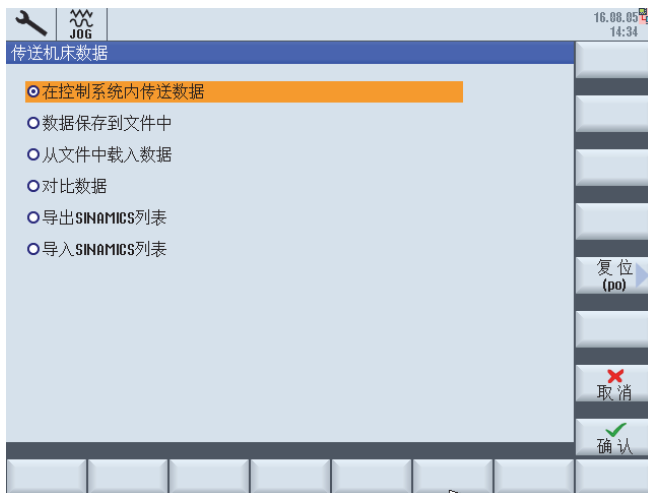 JOG
16.08.05
14:34
传送机床数据
在控制系统内传送数据
数据保存到文件中
从文件中载入数据
对比数据
导出SINAMICS列表
导入SINAMICS列表
复位
(po)
取消
确认